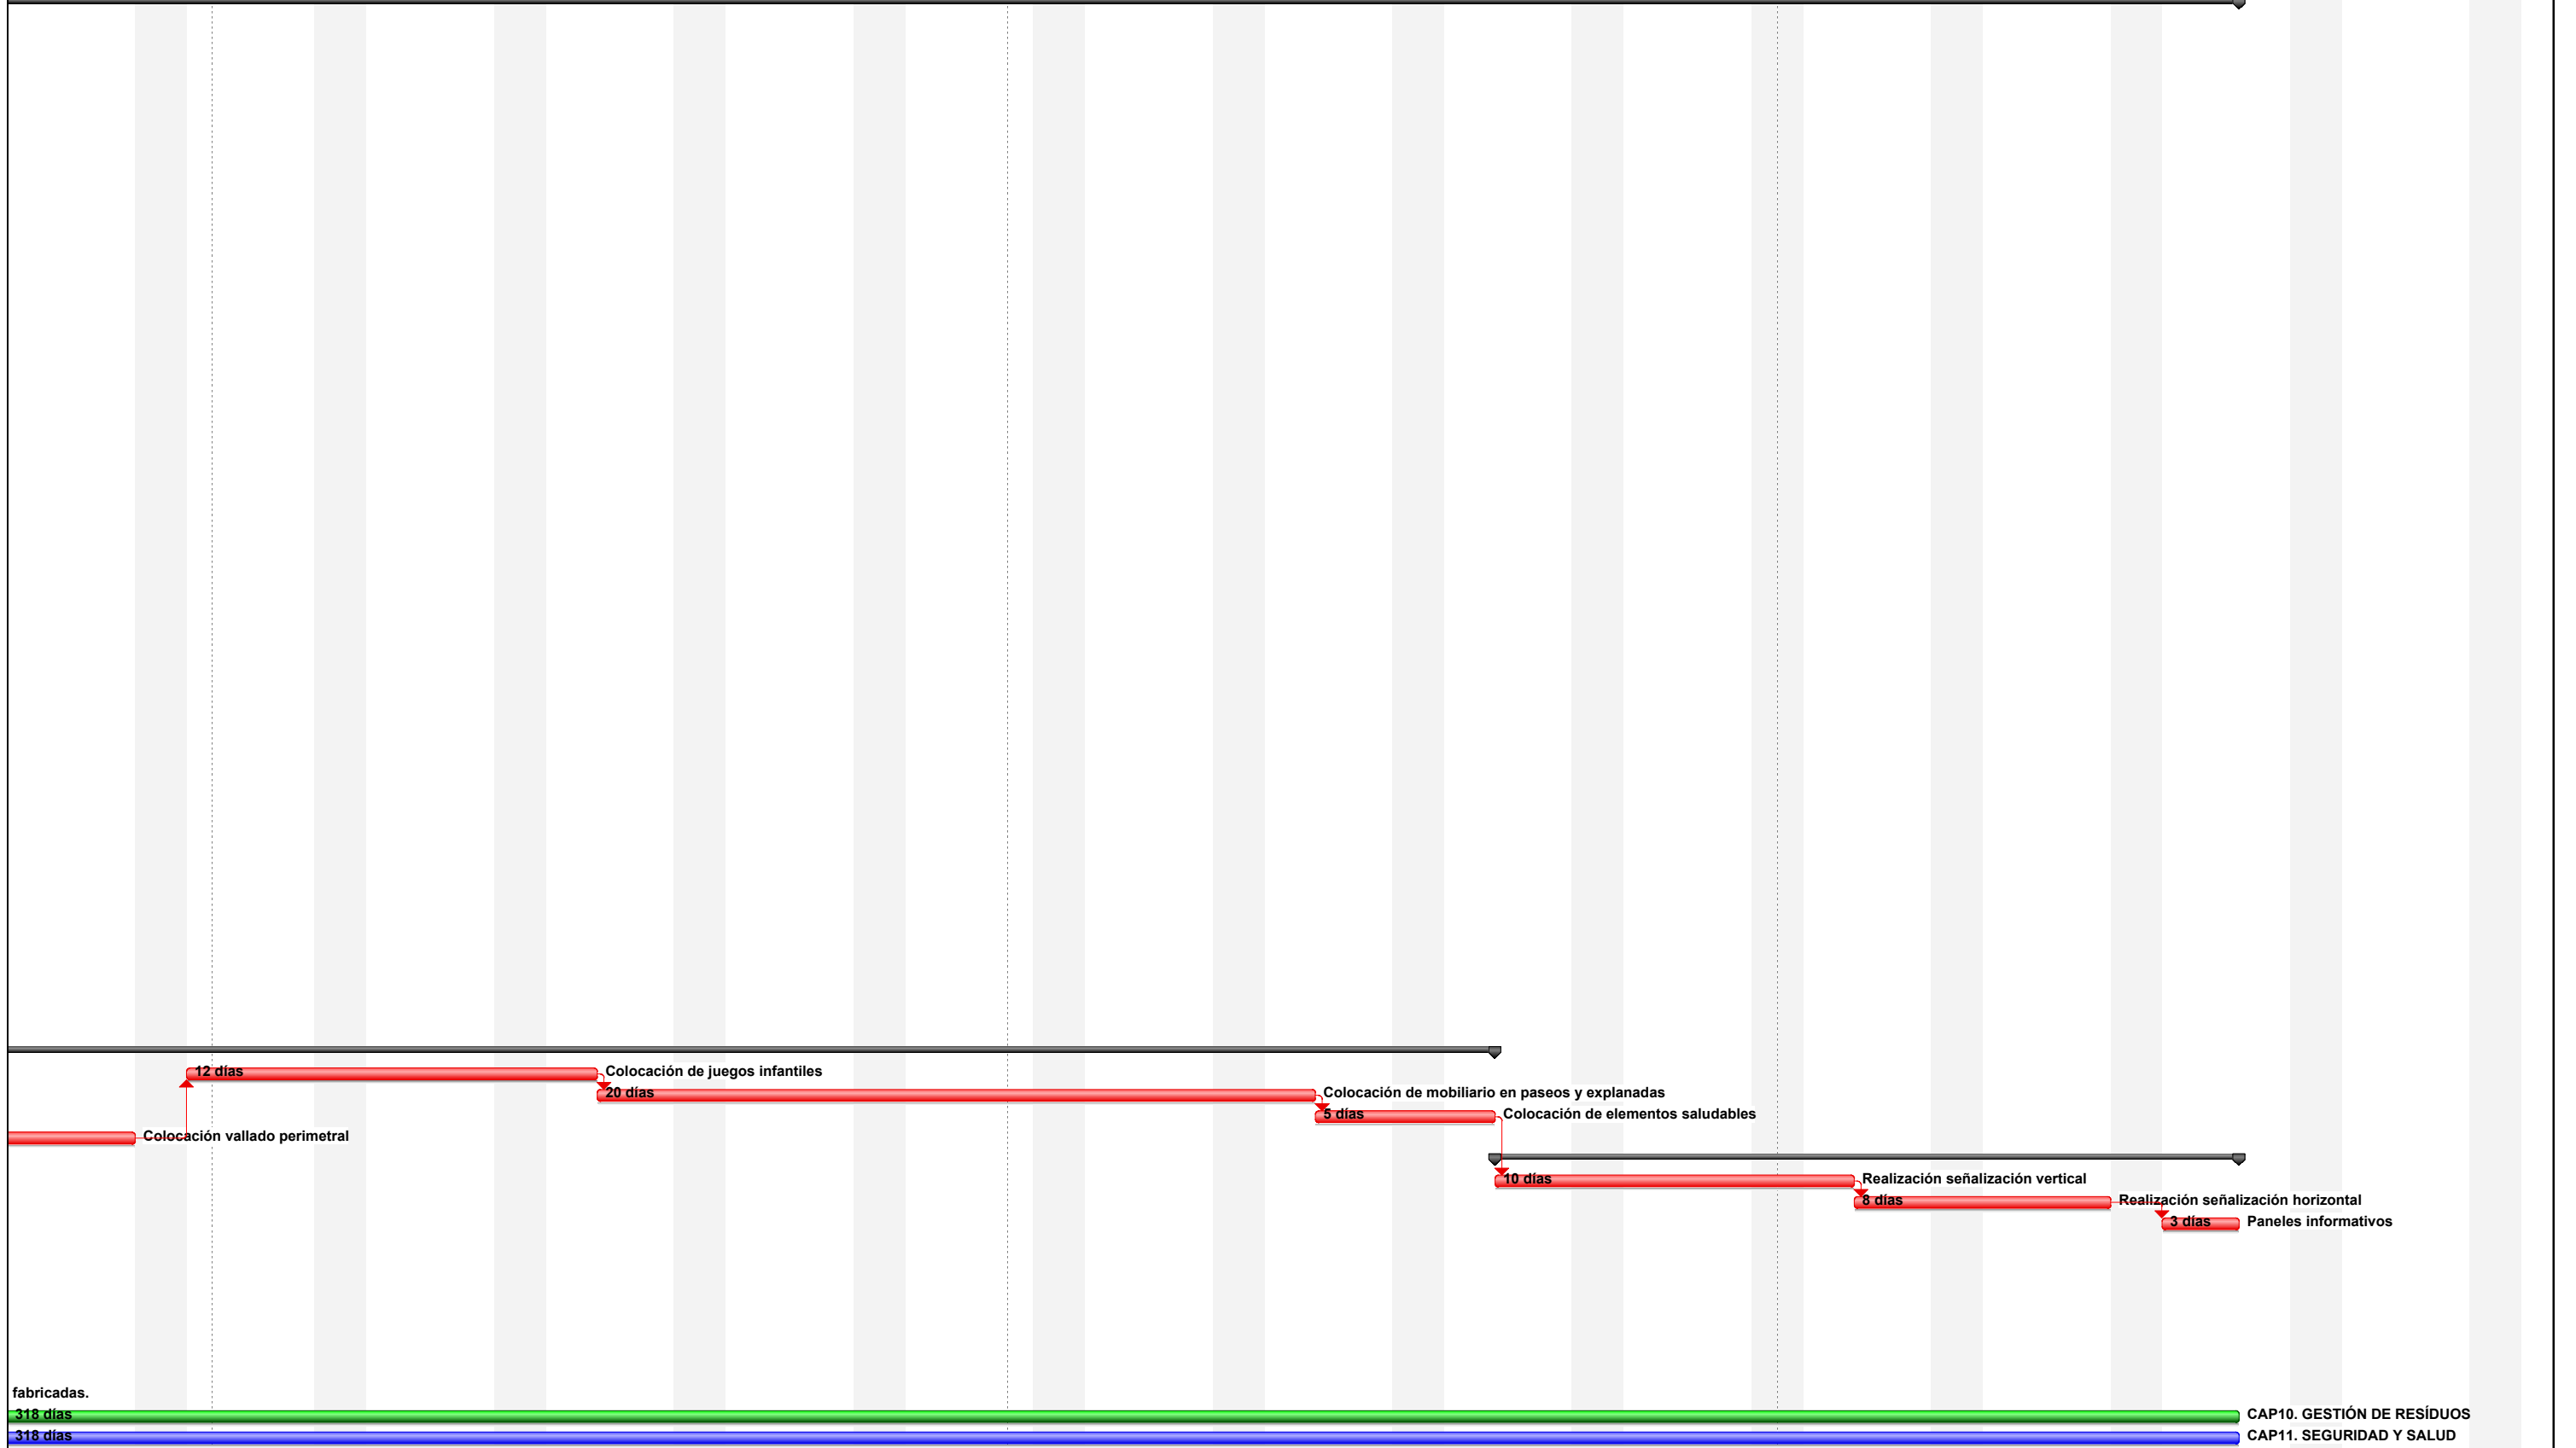 12 días Colocación de juegos infantiles
20 días Colocación de mobiliario en paseos y explanadas
5 días Colocación de elementos saludables
Colocación vallado perimetral
10 días Realización señalización vertical
8 días Realización señalización horizontal
3 días Paneles informativos
fabricadas.
318 días CAP10. GESTIÓN DE RESÍDUOS
318 días CAP11. SEGURIDAD Y SALUD